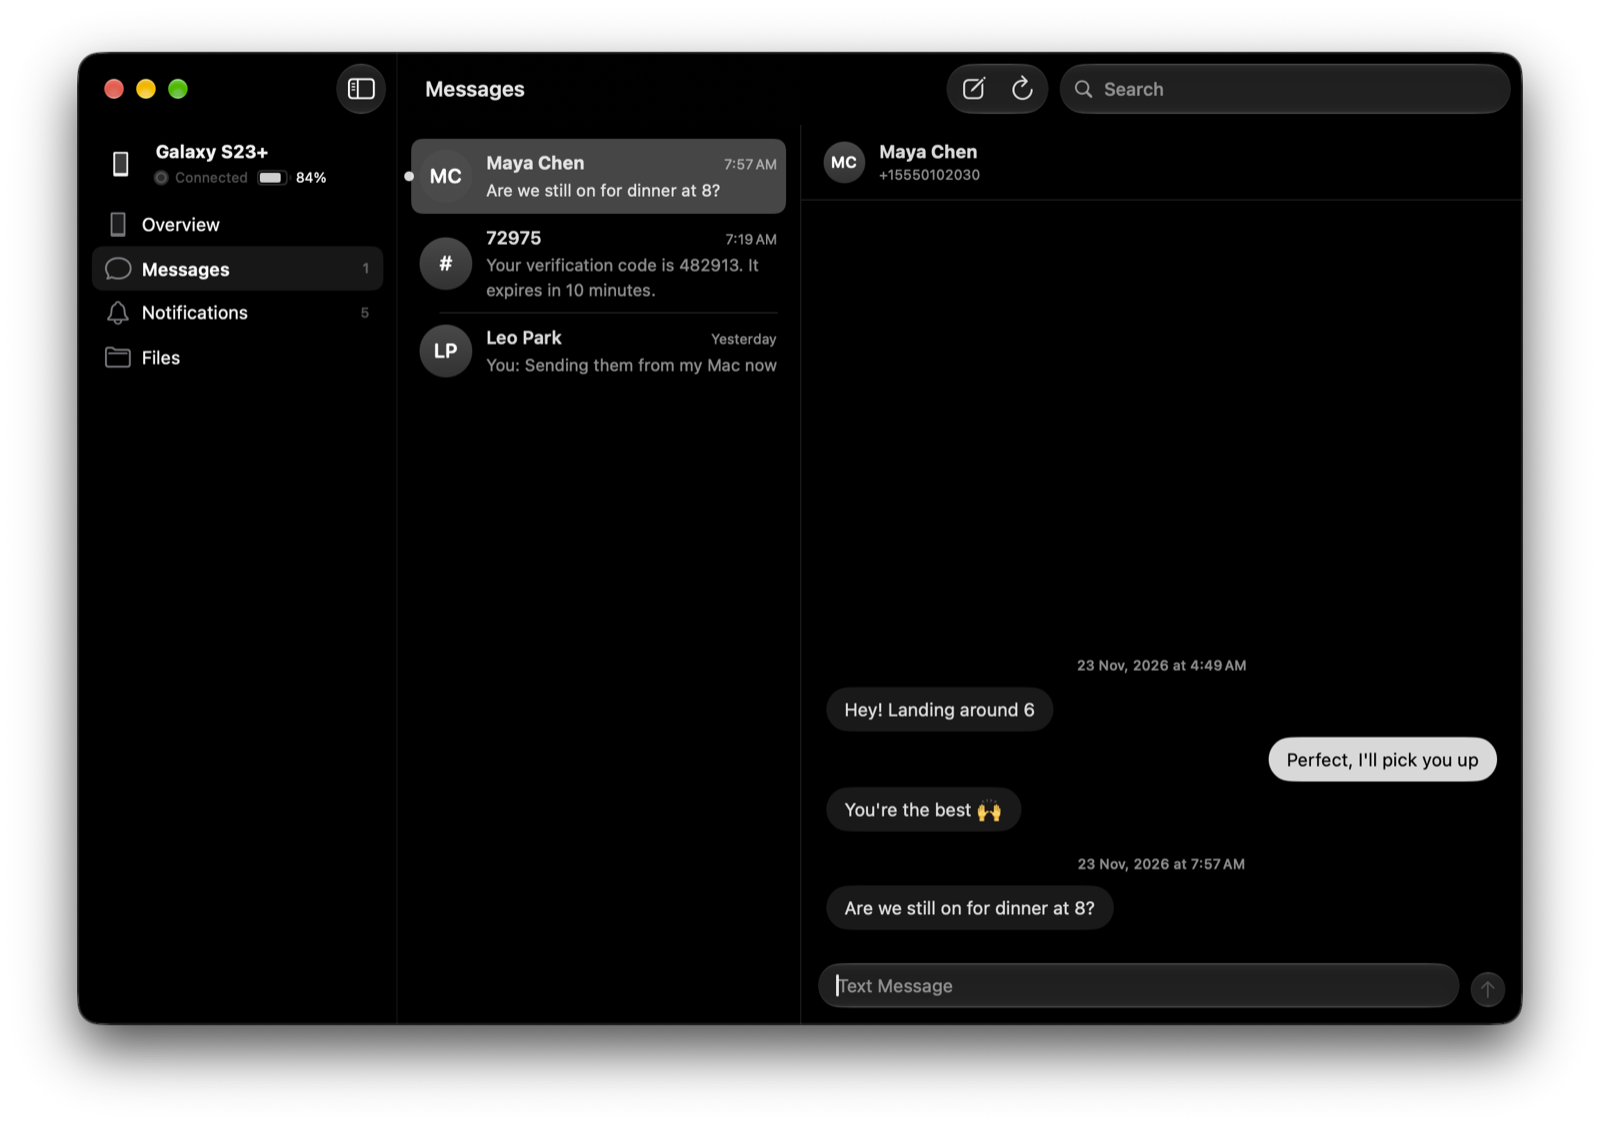 Messages
Search
Galaxy S23+
Connected 84%
Overview
Messages 1
Notifications 5
Files
MC
Maya Chen 7:57 AM
Are we still on for dinner at 8?
#
72975 7:19 AM
Your verification code is 482913. It
expires in 10 minutes.
LP
Leo Park Yesterday
You: Sending them from my Mac now
MC
Maya Chen
+15550102030
23 Nov, 2026 at 4:49 AM
Hey! Landing around 6
Perfect, I'll pick you up
You're the best 🙌
23 Nov, 2026 at 7:57 AM
Are we still on for dinner at 8?
Text Message